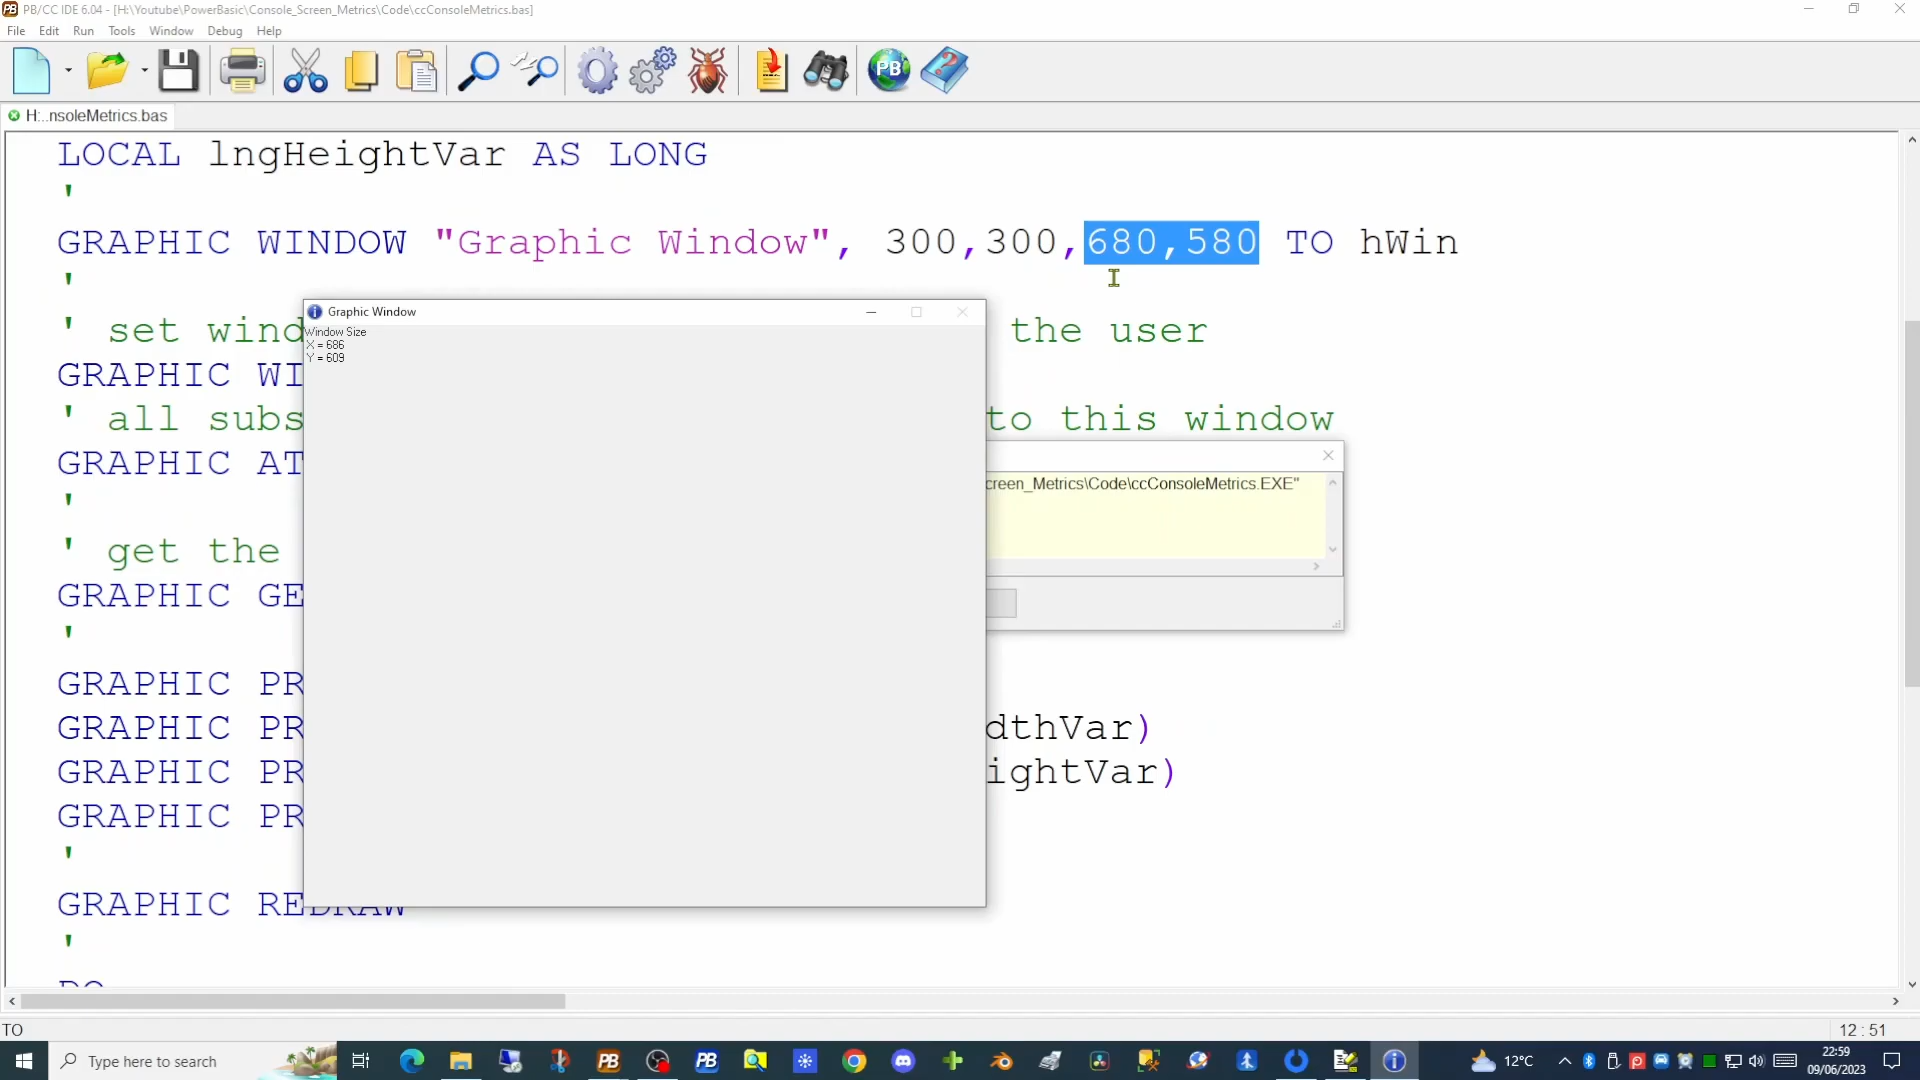 PB/CC IDE 6.04 - [H:\Youtube\PowerBasic\Console_Screen_Metrics\Code\ccConsoleMetrics.bas]
File Edit Run Tools Window Debug Help
H:..nsoleMetrics.bas
LOCAL lngHeightVar AS LONG
'
GRAPHIC WINDOW "Graphic Window", 300,300,680,580 TO hWin
'
Graphic Window
' set wind the user
Window Size
X = 686
Y = 609
GRAPHIC WI
' all subs to this window
GRAPHIC AT
creen_Metrics\Code\ccConsoleMetrics.EXE"
'
' get the
GRAPHIC GE
'
GRAPHIC PR
GRAPHIC PR dthVar)
GRAPHIC PR ightVar)
GRAPHIC PR
'
GRAPHIC REDRAW
'
DO
TO 12 : 51
Type here to search
12°C
22:59
09/06/2023